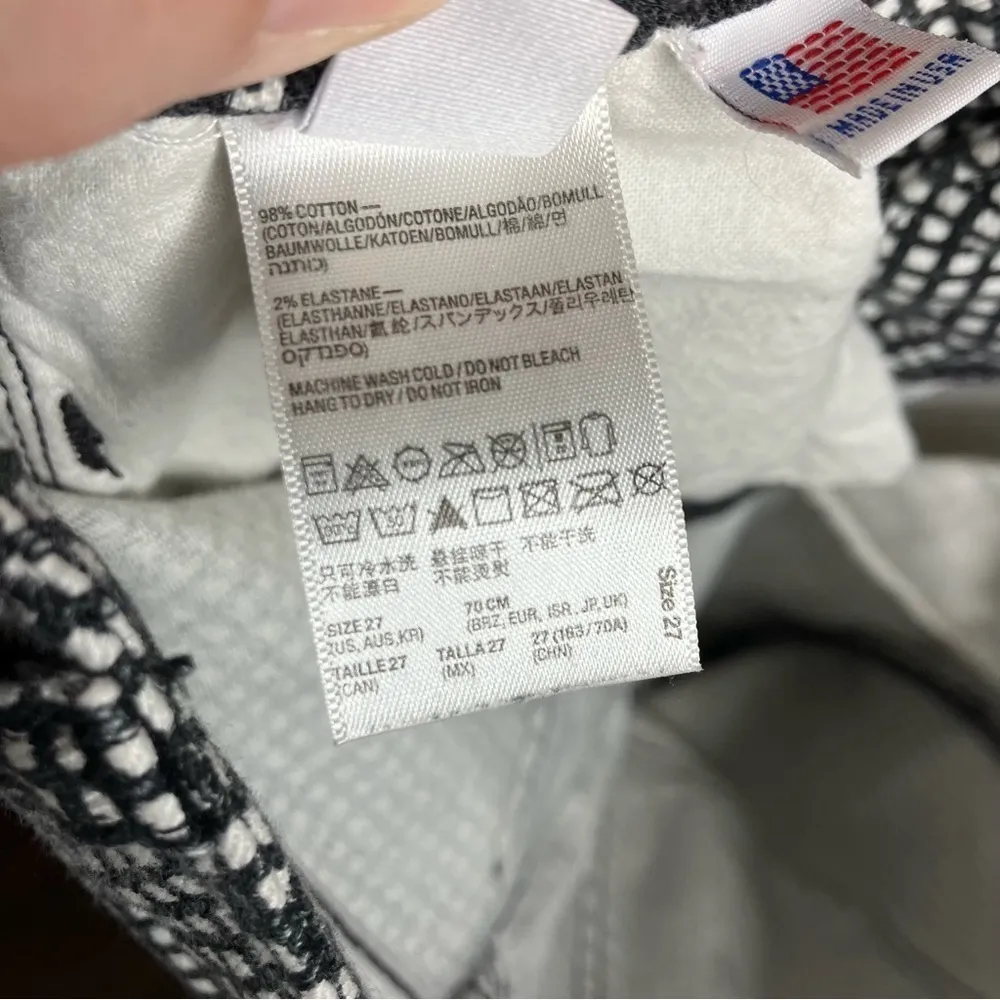 MADE IN USA
98% COTTON —
(COTON/ALGODÓN/COTONE/ALGODÃO/BOMULL
BAUMWOLLE/KATOEN/BOMULL/棉/綿/면
כותנה)
2% ELASTANE —
(ELASTHANNE/ELASTANO/ELASTAAN/ELASTAN
ELASTHAN/氨纶/スパンデックス/폴리우레탄
ספנדקס)
MACHINE WASH COLD / DO NOT BLEACH
HANG TO DRY / DO NOT IRON
只可冷水洗 悬挂晾干 不能干洗
不能漂白 不能烫熨
SIZE 27 70 CM
(US, AUS, KR) (BRZ, EUR, ISR, JP, UK)
TAILLE 27 TALLA 27 27 (163/70A)
(CAN) (MX) (CHN)
Size 27